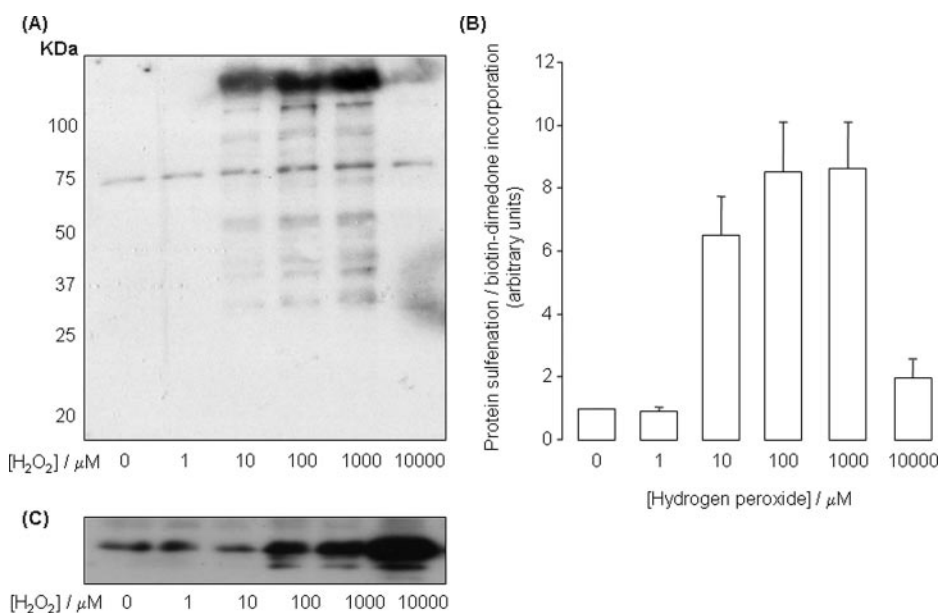 (A)
KDa
100
75
50
37
25
20
[H₂O₂] / μM 0 1 10 100 1000 10000
(B)
Protein sulfenation / biotin-dimedone incorporation
(arbitrary units)
12
10
8
6
4
2
0
0 1 10 100 1000 10000
[Hydrogen peroxide] / μM
(C)
[H₂O₂] / μM 0 1 10 100 1000 10000